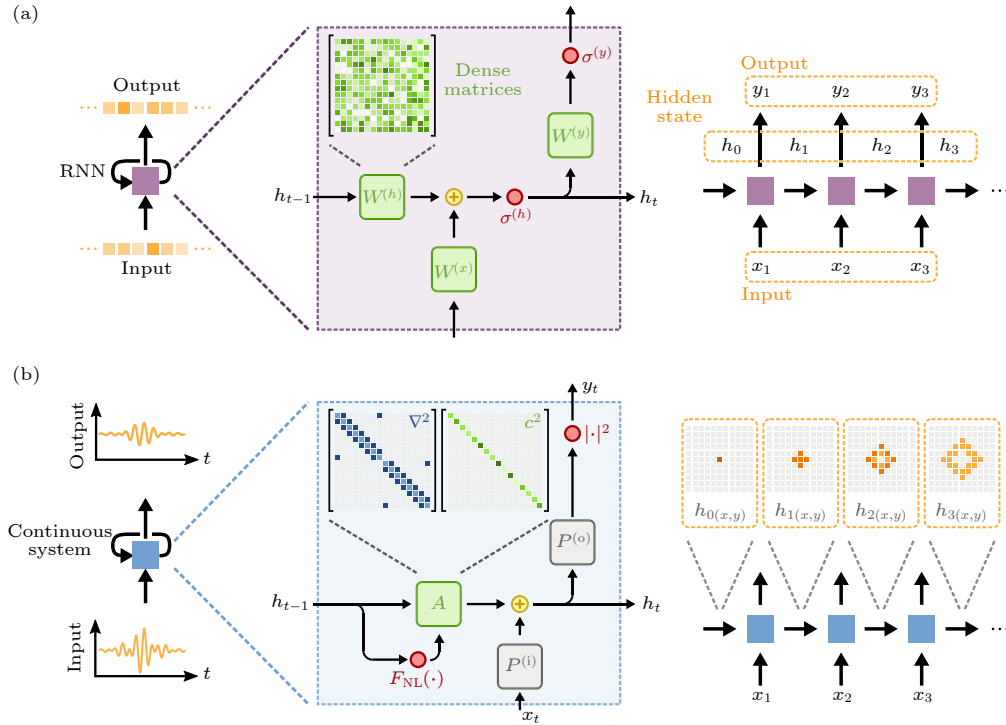 (a)
Output
RNN
Input
Dense
matrices
h_{t−1}
W^{(h)}
σ^{(h)}
W^{(x)}
W^{(y)}
σ^{(y)}
h_t
Output
y_1 y_2 y_3
Hidden
state
h_0 h_1 h_2 h_3
...
x_1 x_2 x_3
Input
(b)
Output
t
Continuous
system
Input
t
∇^2
c^2
h_{t−1}
A
F_{NL}(·)
P^{(i)}
x_t
P^{(o)}
|·|^2
y_t
h_t
h_{0(x,y)} h_{1(x,y)} h_{2(x,y)} h_{3(x,y)}
...
x_1 x_2 x_3